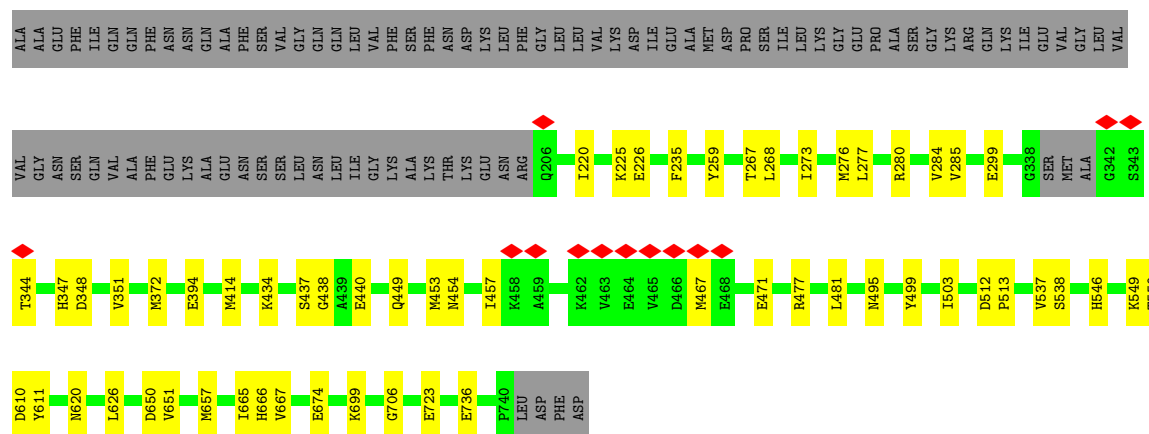 ALA ALA GLU PHE ILE GLN GLN PHE ASN ASN GLN ALA PHE SER VAL GLY GLN GLN LEU VAL PHE SER PHE ASN ASP LYS LEU PHE GLY LEU LEU VAL LYS ASP ILE GLU ALA MET ASP PRO SER ILE LEU LYS GLY GLU PRO ALA SER GLY LYS ARG GLN LYS ILE GLU VAL GLY LEU VAL
VAL GLY ASN SER GLN VAL ALA PHE GLU LYS ALA GLU ASN SER SER LEU ASN LEU ILE GLY LYS ALA LYS THR LYS GLU ASN ARG Q206 I220 K225 E226 F235 Y259 T267 L268 I273 M276 L277 R280 V284 V285 E299 G338 SER MET ALA G342 S343
T344 H347 D348 V351 M372 E394 M414 K434 S437 G438 A439 E440 Q449 M453 N454 I457 K458 A459 K462 V463 E464 V465 D466 M467 E468 E471 R477 L481 N495 Y499 I503 D512 P513 V537 S538 H546 K549
D610 Y611 N620 L626 D650 V651 M657 I665 H666 V667 E674 K699 G706 E723 E736 P740 LEU ASP PHE ASP